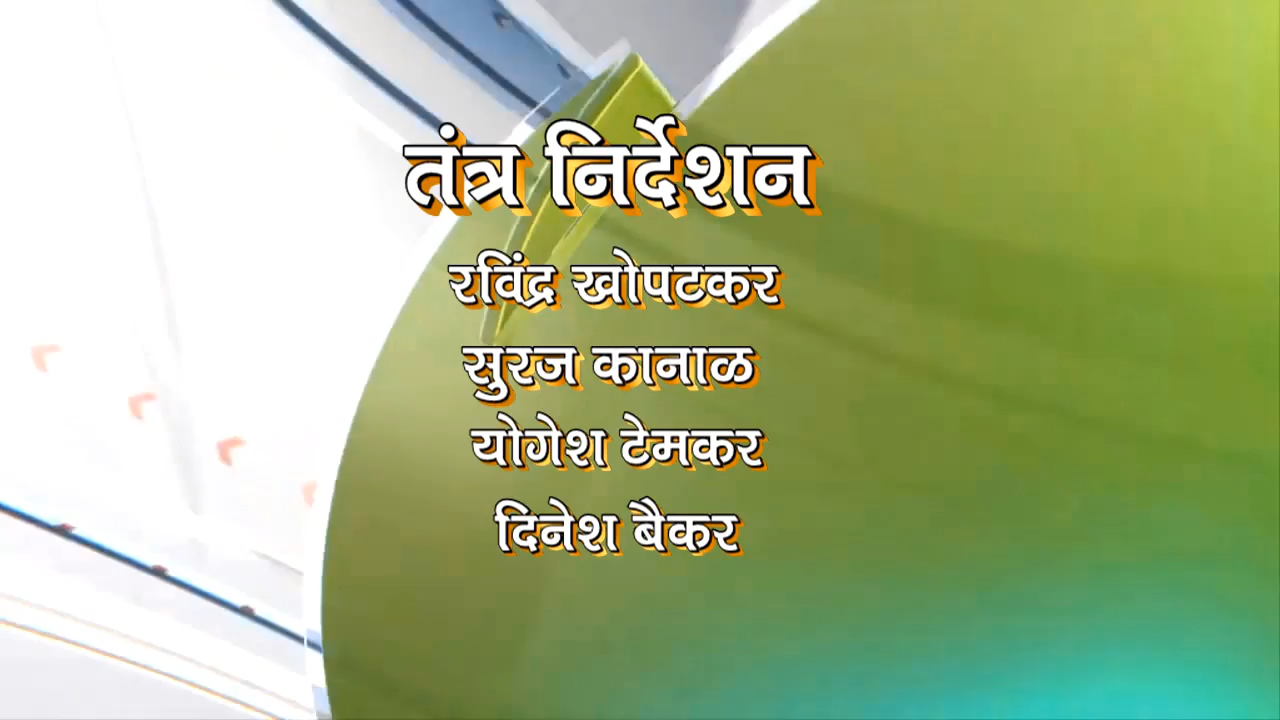 तंत्र निर्देशन
रविंद्र खोपटकर
सुरज कानाळ
योगेश टेमकर
दिनेश बैकर